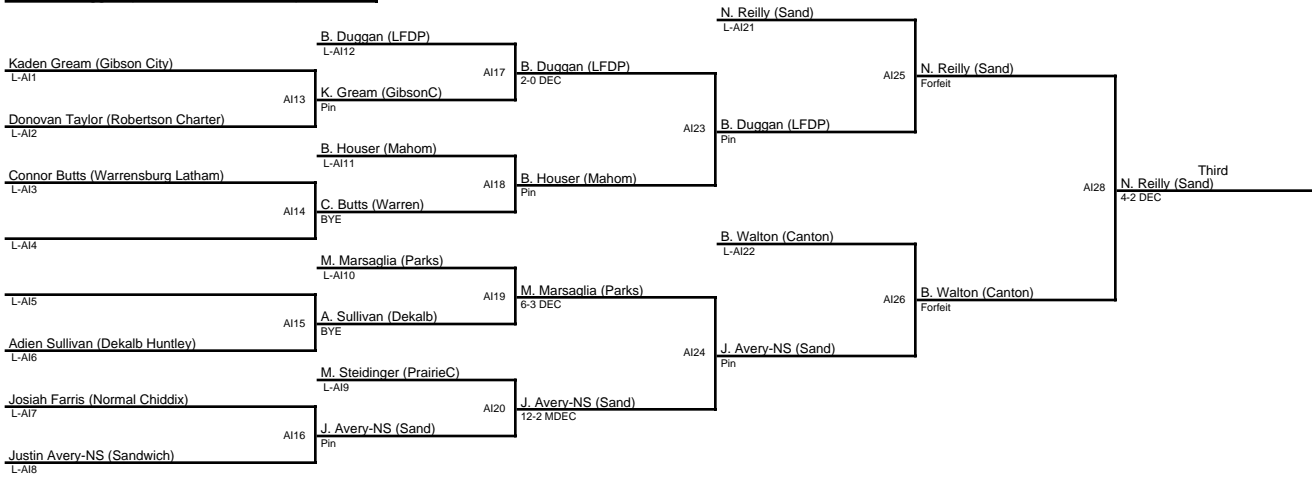 N. Reilly (Sand)
L-AI21
B. Duggan (LFDP)
L-AI12
Kaden Gream (Gibson City)
L-AI1
AI17
B. Duggan (LFDP)
2-0 DEC
AI25
N. Reilly (Sand)
Forfeit
AI13
K. Gream (GibsonC)
Pin
Donovan Taylor (Robertson Charter)
L-AI2
AI23
B. Duggan (LFDP)
Pin
B. Houser (Mahom)
L-AI11
Connor Butts (Warrensburg Latham)
L-AI3
AI18
B. Houser (Mahom)
Pin
Third
AI28
N. Reilly (Sand)
4-2 DEC
AI14
C. Butts (Warren)
BYE
L-AI4
B. Walton (Canton)
L-AI22
M. Marsaglia (Parks)
L-AI10
L-AI5
AI19
M. Marsaglia (Parks)
6-3 DEC
AI26
B. Walton (Canton)
Forfeit
AI15
A. Sullivan (Dekalb)
BYE
Adien Sullivan (Dekalb Huntley)
L-AI6
AI24
J. Avery-NS (Sand)
Pin
M. Steidinger (PrairieC)
L-AI9
Josiah Farris (Normal Chiddix)
L-AI7
AI20
J. Avery-NS (Sand)
12-2 MDEC
AI16
J. Avery-NS (Sand)
Pin
Justin Avery-NS (Sandwich)
L-AI8